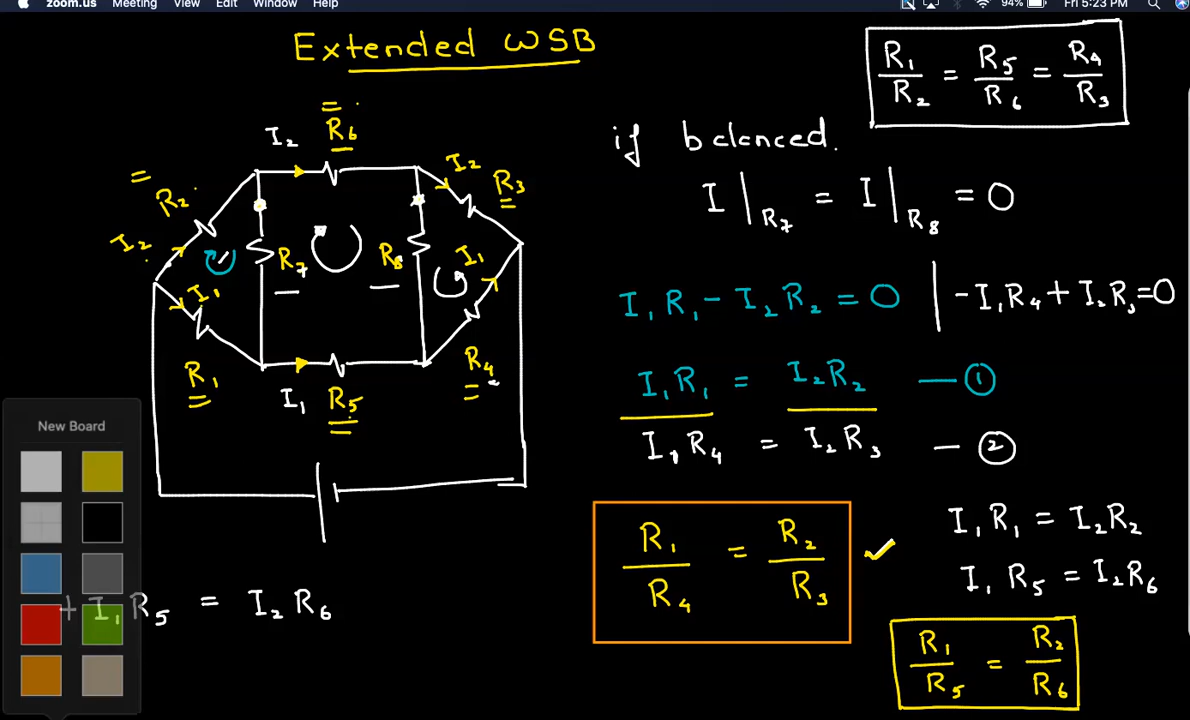 zoom.us Meeting About View Edit Window Help 94% Fri 5:23 PM
Extended WSB
R₁/R₂ = R₅/R₆ = R₄/R₃
if balanced.
I|R₇ = I|R₈ = 0
I₂ R₆
I₂ R₃
R₂
I₂
R₇ R₈ I₁
I₁
R₁
R₄
I₁ R₅
I₁R₁ - I₂R₂ = 0 | -I₁R₄ + I₂R₃ = 0
I₁R₁ = I₂R₂ — ①
I₁R₄ = I₂R₃ — ②
New Board
R₁/R₄ = R₂/R₃ ✓
I₁R₁ = I₂R₂
I₁R₅ = I₂R₆
+ I₁R₅ = I₂R₆
R₁/R₅ = R₂/R₆